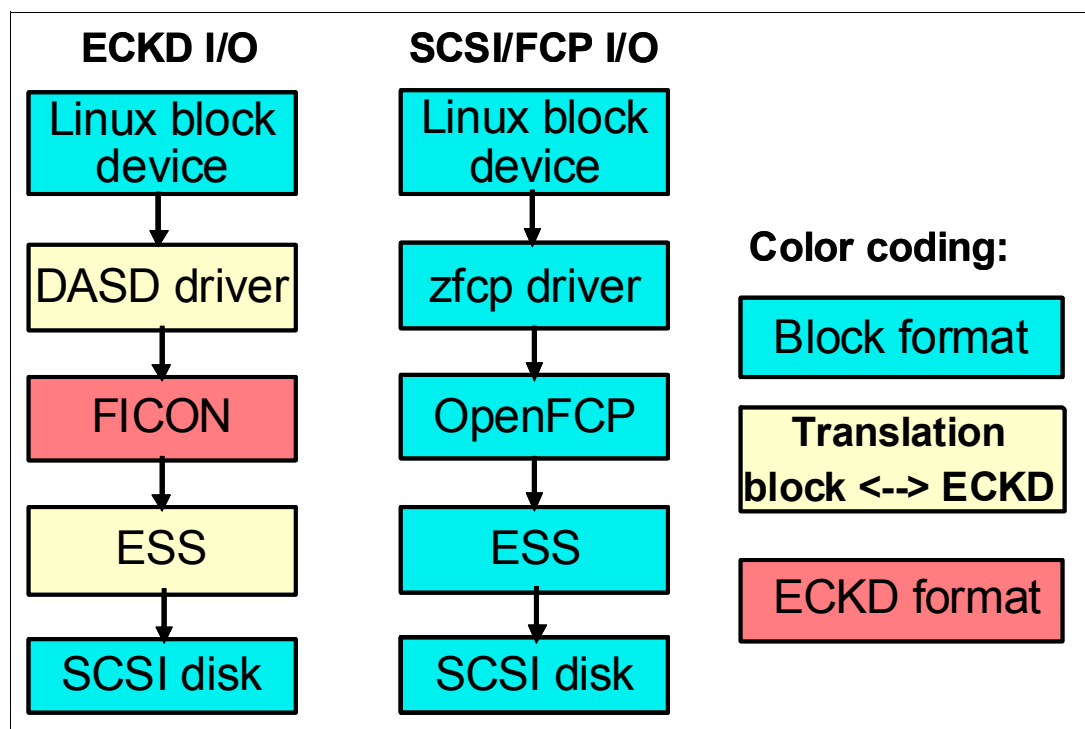 ECKD I/O
Linux block
device
DASD driver
FICON
ESS
SCSI disk
SCSI/FCP I/O
Linux block
device
zfcp driver
OpenFCP
ESS
SCSI disk
Color coding:
Block format
Translation
block <--> ECKD
ECKD format